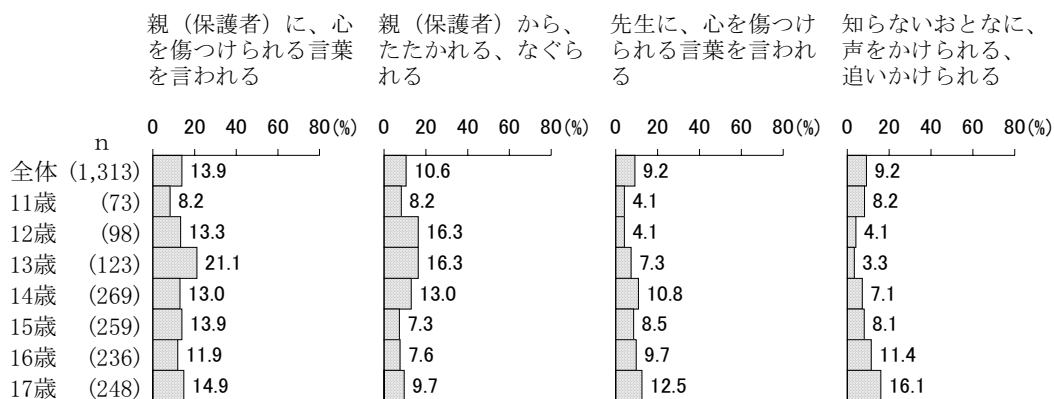 親（保護者）に、心
を傷つけられる言葉
を言われる
親（保護者）から、
たたかれる、なぐら
れる
先生に、心を傷つけ
られる言葉を言われ
る
知らないおとなに、
声をかけられる、
追いかけられる
0 20 40 60 80(%) 0 20 40 60 80(%) 0 20 40 60 80(%) 0 20 40 60 80(%)
n
全体 (1,313) 13.9 10.6 9.2 9.2
11歳 (73) 8.2 8.2 4.1 8.2
12歳 (98) 13.3 16.3 4.1 4.1
13歳 (123) 21.1 16.3 7.3 3.3
14歳 (269) 13.0 13.0 10.8 7.1
15歳 (259) 13.9 7.3 8.5 8.1
16歳 (236) 11.9 7.6 9.7 11.4
17歳 (248) 14.9 9.7 12.5 16.1